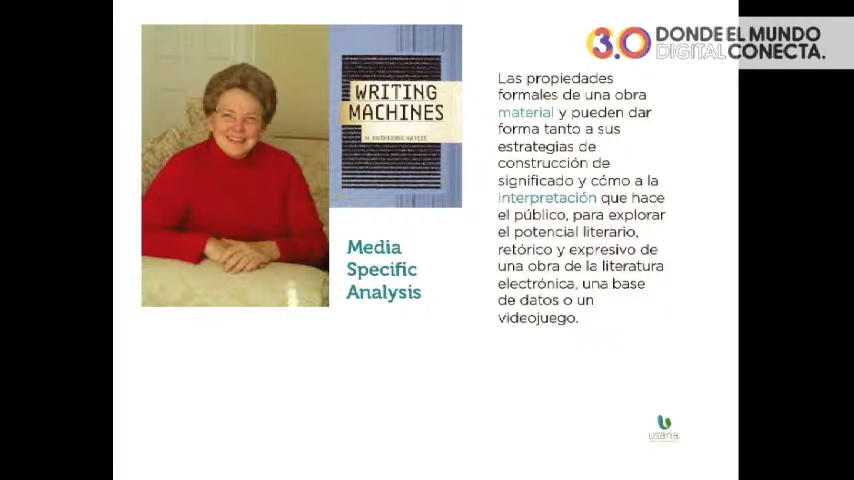 3.0 DONDE EL MUNDO
DIGITAL CONECTA.
WRITING
MACHINES
N. KATHERINE HAYLES
Media
Specific
Analysis
Las propiedades
formales de una obra
material y pueden dar
forma tanto a sus
estrategias de
construcción de
significado y cómo a la
interpretación que hace
el público, para explorar
el potencial literario,
retórico y expresivo de
una obra de la literatura
electrónica, una base
de datos o un
videojuego.
usaria.